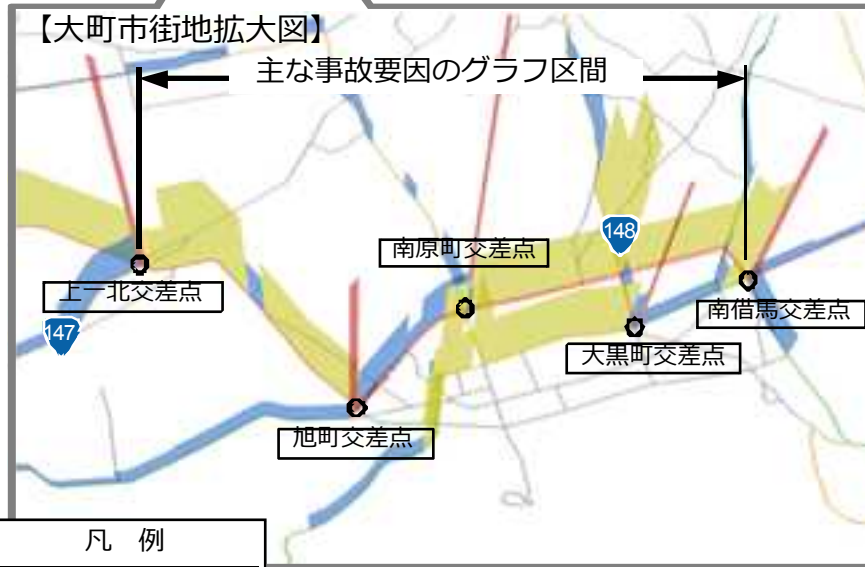 【大町市街地拡大図】
主な事故要因のグラフ区間
148
南原町交差点
上一北交差点
南借馬交差点
147
大黒町交差点
旭町交差点
凡 例